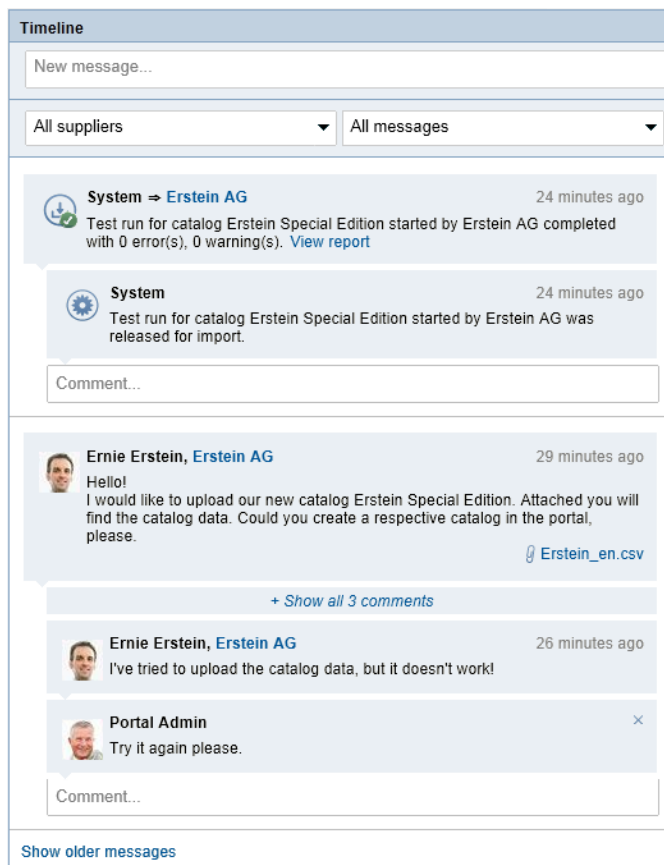 Timeline
New message...
All suppliers
All messages
System ⇒ Erstein AG
24 minutes ago
Test run for catalog Erstein Special Edition started by Erstein AG completed
with 0 error(s), 0 warning(s). View report
System
24 minutes ago
Test run for catalog Erstein Special Edition started by Erstein AG was
released for import.
Comment...
Ernie Erstein, Erstein AG
29 minutes ago
Hello!
I would like to upload our new catalog Erstein Special Edition. Attached you will
find the catalog data. Could you create a respective catalog in the portal,
please.
Erstein_en.csv
+ Show all 3 comments
Ernie Erstein, Erstein AG
26 minutes ago
I've tried to upload the catalog data, but it doesn't work!
Portal Admin
Try it again please.
Comment...
Show older messages